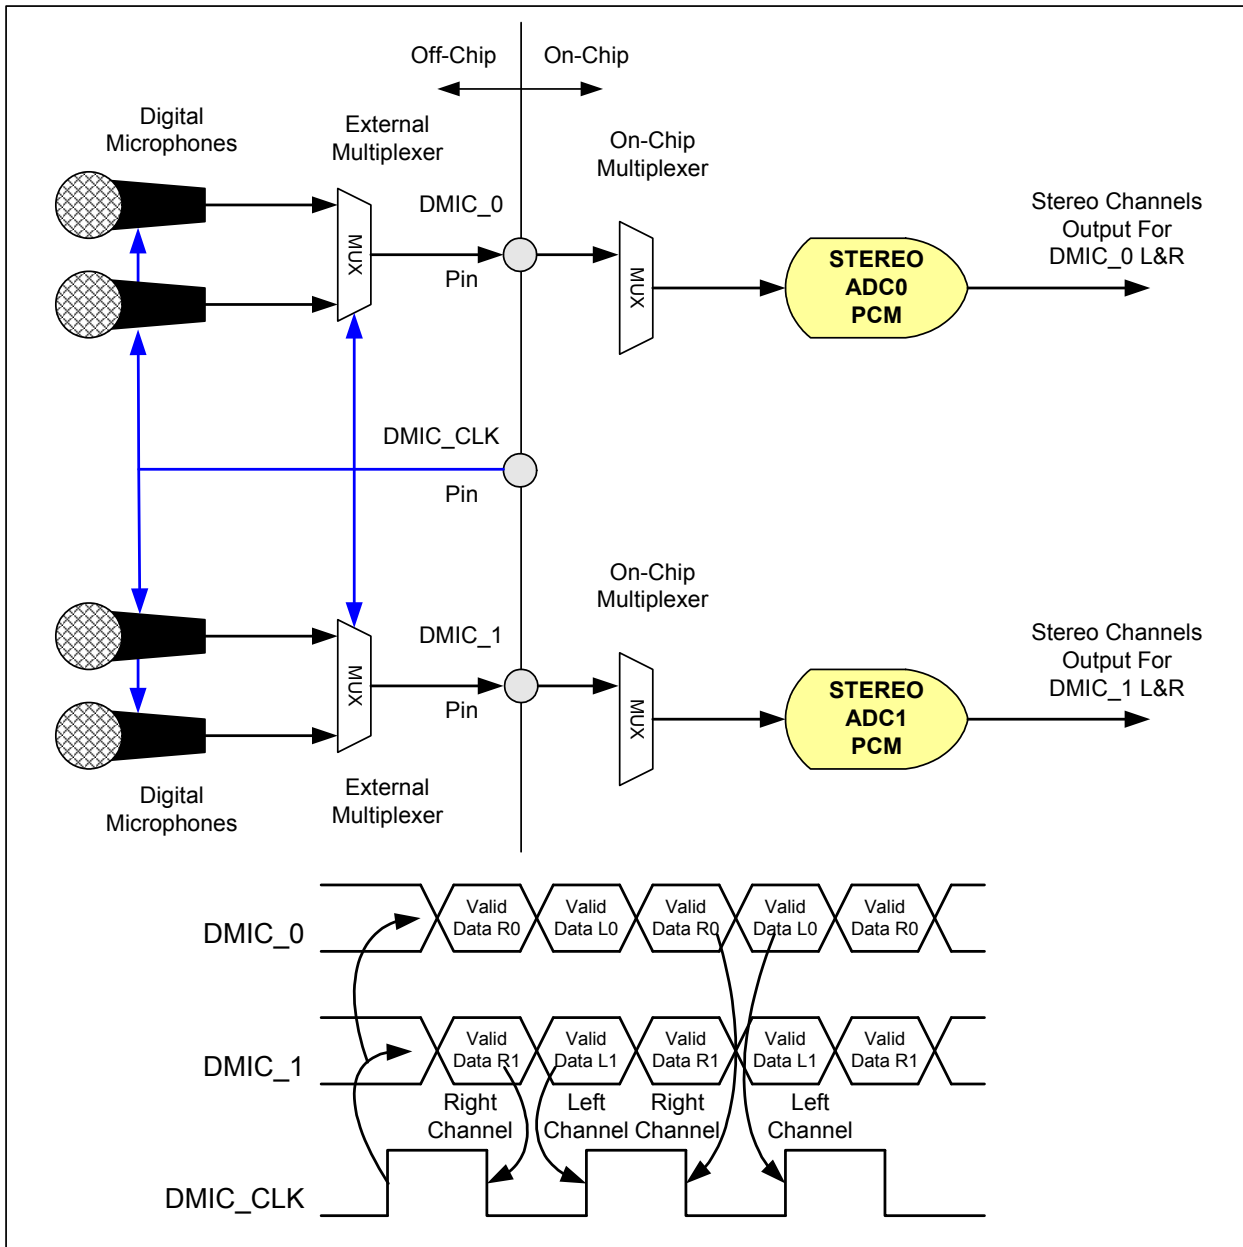 Off-Chip
On-Chip
Digital
Microphones
External
Multiplexer
On-Chip
Multiplexer
DMIC_0
MUX
Pin
MUX
STEREO
ADC0
PCM
Stereo Channels
Output For
DMIC_0 L&R
DMIC_CLK
Pin
On-Chip
Multiplexer
DMIC_1
MUX
Pin
MUX
STEREO
ADC1
PCM
Stereo Channels
Output For
DMIC_1 L&R
Digital
Microphones
External
Multiplexer
DMIC_0
Valid
Data R0
Valid
Data L0
Valid
Data R0
Valid
Data L0
Valid
Data R0
DMIC_1
Valid
Data R1
Valid
Data L1
Valid
Data R1
Valid
Data L1
Valid
Data R1
Right
Channel
Left
Channel
Right
Channel
Left
Channel
DMIC_CLK